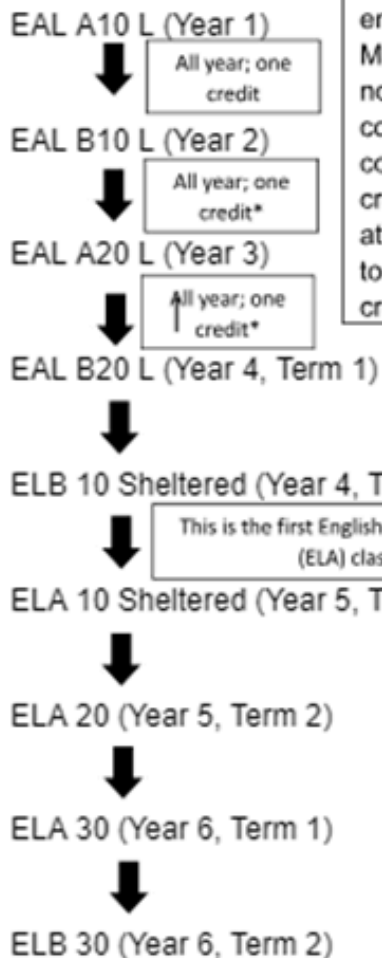 EAL A10 L (Year 1)
All year; one
credit
EAL B10 L (Year 2)
All year; one
credit*
EAL A20 L (Year 3)
All year; one
credit*
EAL B20 L (Year 4, Term 1)
ELB 10 Sheltered (Year 4, T
This is the first English
(ELA) clas
ELA 10 Sheltered (Year 5, T
ELA 20 (Year 5, Term 2)
ELA 30 (Year 6, Term 1)
ELB 30 (Year 6, Term 2)
en
M
no
co
co
cr
at
to
cr